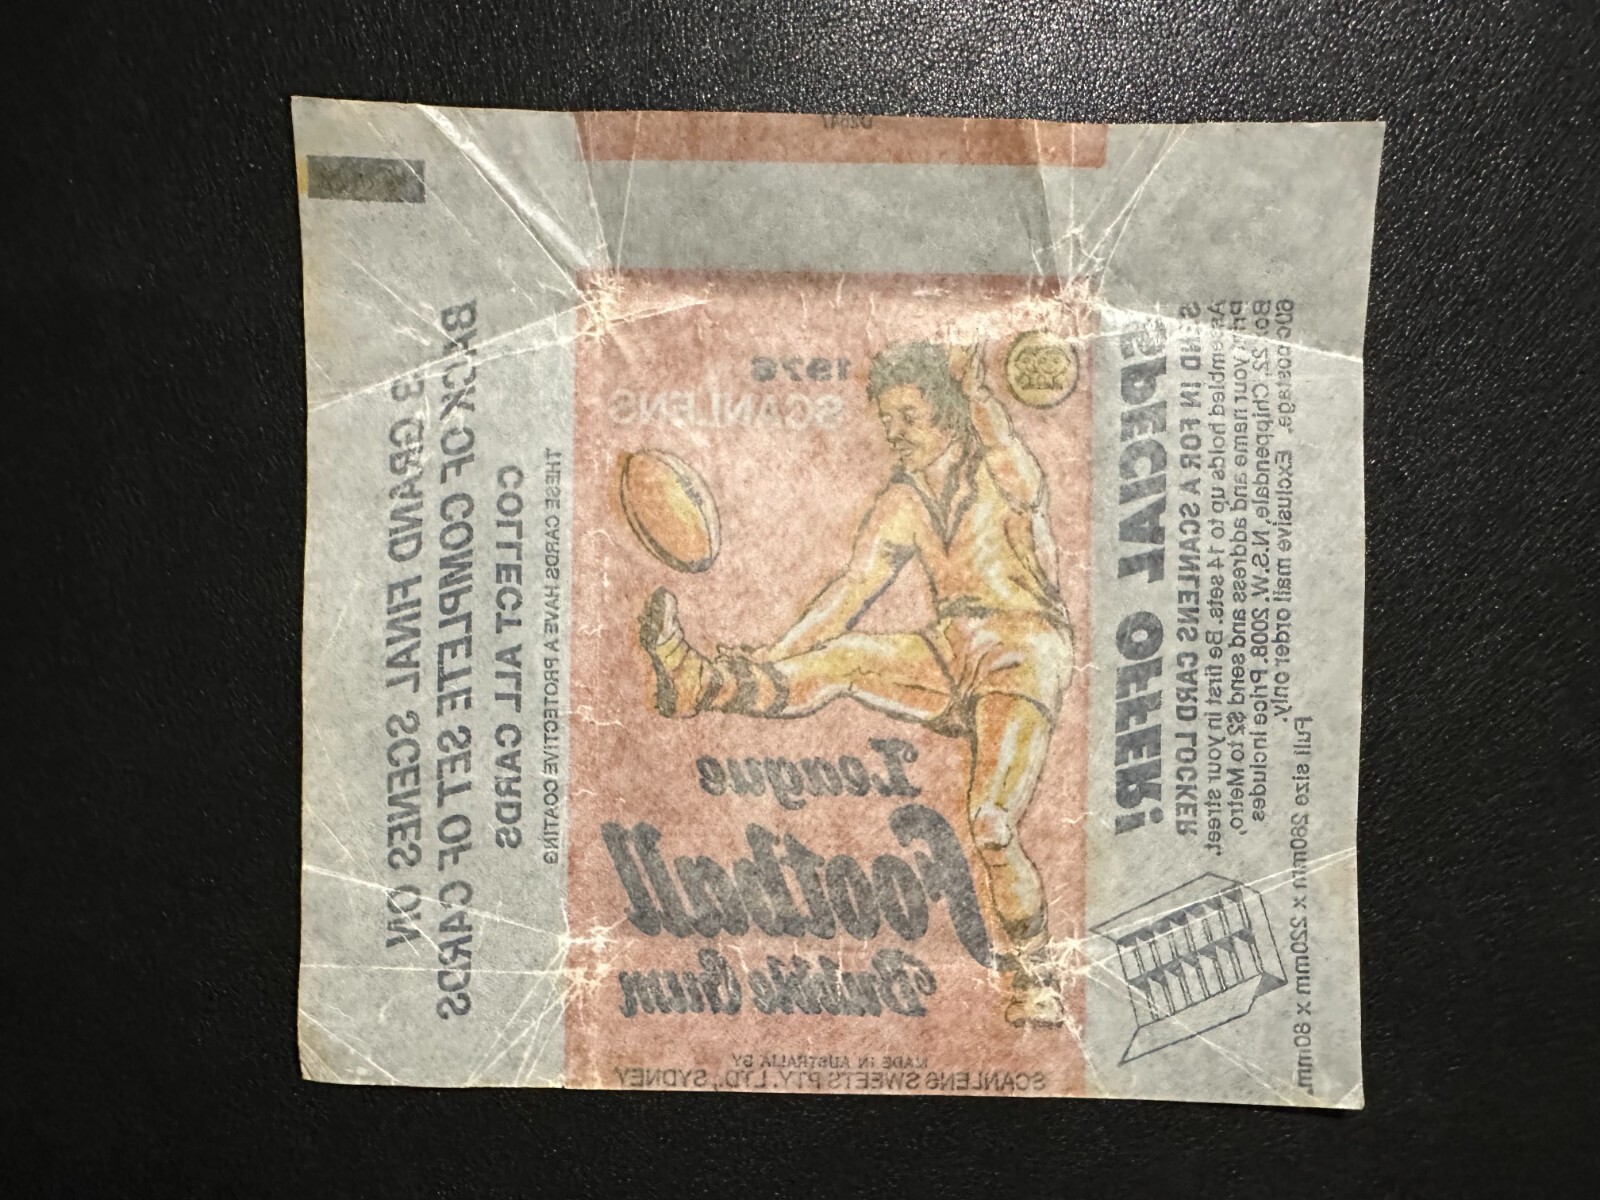 D2647
1976
SCANLENS
League
Football
Bubble Gum
MADE IN AUSTRALIA BY
SCANLENS SWEETS PTY. LTD., SYDNEY
THESE CARDS HAVE A PROTECTIVE COATING
COLLECT ALL CARDS
BACK OF COMPLETE SET OF CARDS
GRAND FINAL SCENES ON
SPECIAL OFFER!
SEND IN FOR A SCANLENS CARD LOCKER
Assembled holds up to 14 sets. Be first in your street.
Print your name and address and send $2 to Metro,
Box 22, Chippendale, N.S.W. 2008. Price includes
60c postage. Exclusive mail order only.
Full size 280mm x 220mm x 80mm.